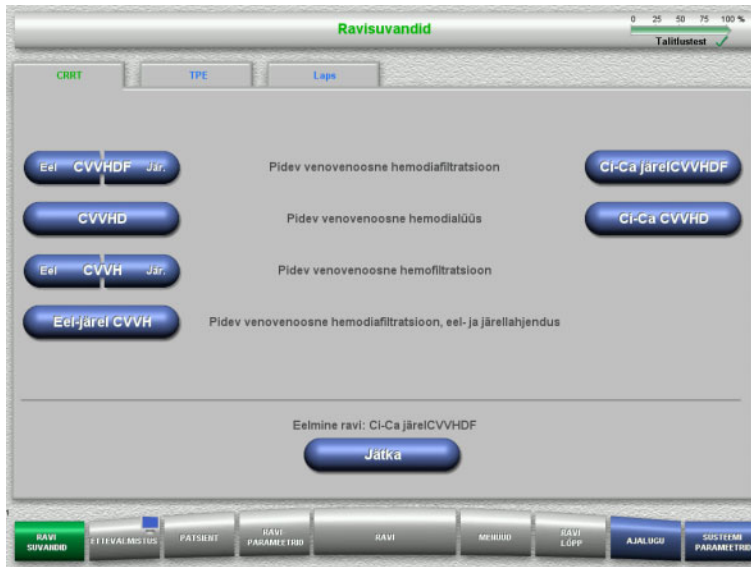 Ravisuvandid
0 25 50 75 100 %
Talitlustest
CRRT TPE Laps
Eel CVVHDF Jär. Pidev venovenoosne hemodiafiltratsioon Ci-Ca järelCVVHDF
CVVHD Pidev venovenoosne hemodialüüs Ci-Ca CVVHD
Eel CVVH Jär. Pidev venovenoosne hemofiltratsioon
Eel-järel CVVH Pidev venovenoosne hemodiafiltratsioon, eel- ja järellahjendus
Eelmine ravi: Ci-Ca järelCVVHDF
Jätka
1
RAVI SUVANDID ETTEVALMISTUS PATSIENT RAVI PARAMEETRID RAVI MENÜÜD RAVI LÕPP AJALUGU SÜSTEEMI PARAMEETRID